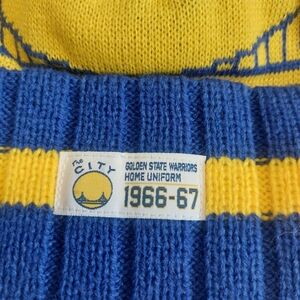 The
CITY
GOLDEN STATE WARRIORS
HOME UNIFORM
1966-67